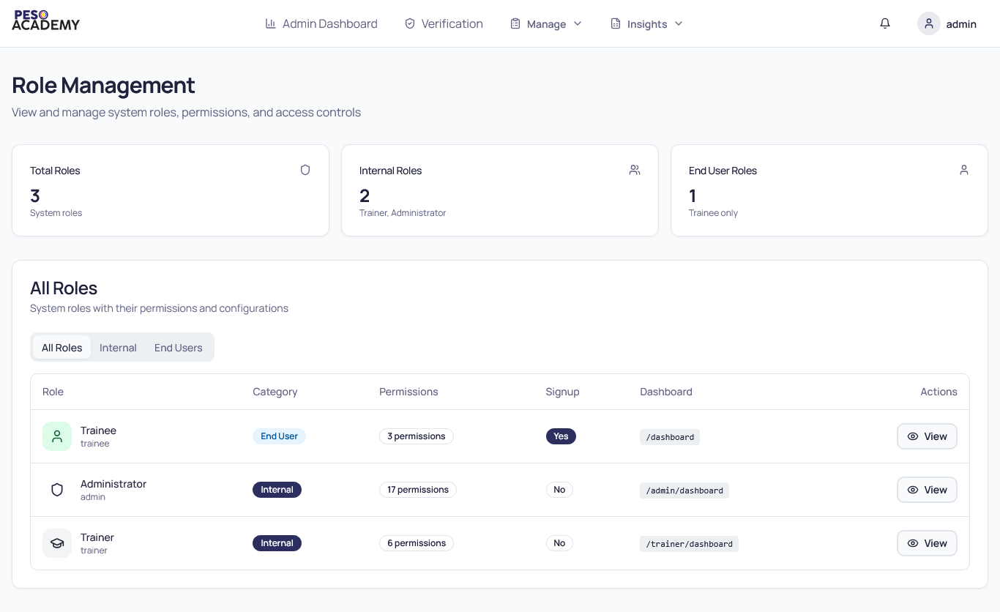 PESO
ACADEMY
Admin Dashboard
Verification
Manage
Insights
admin
Role Management
View and manage system roles, permissions, and access controls
Total Roles
3
System roles
Internal Roles
2
Trainer, Administrator
End User Roles
1
Trainee only
All Roles
System roles with their permissions and configurations
All Roles Internal End Users
Role Category Permissions Signup Dashboard Actions
Trainee
trainee
End User 3 permissions Yes /dashboard View
Administrator
admin
Internal 17 permissions No /admin/dashboard View
Trainer
trainer
Internal 6 permissions No /trainer/dashboard View